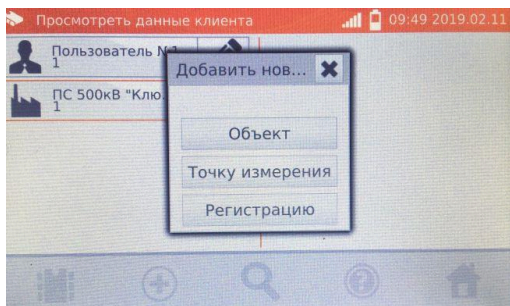 Просмотреть данные клиента 09:49 2019.02.11
Пользователь №1
1
ПС 500кВ "Клю
1
Добавить нов...
Объект
Точку измерения
Регистрацию